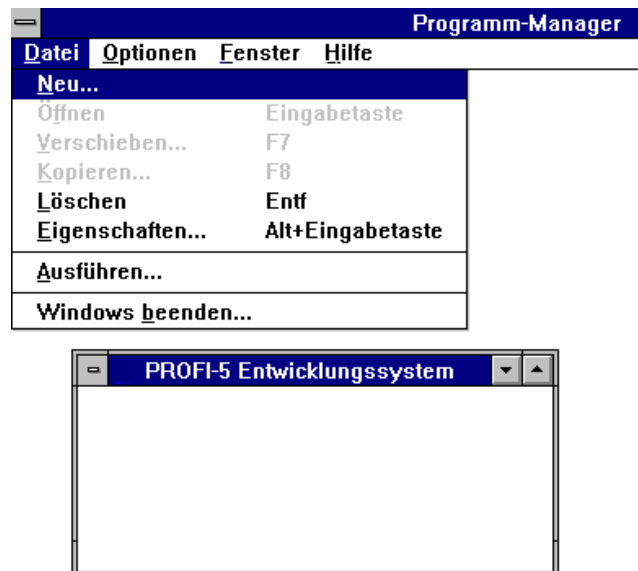 Programm-Manager
Datei Optionen Fenster Hilfe
Neu...
Öffnen Eingabetaste
Verschieben... F7
Kopieren... F8
Löschen Entf
Eigenschaften... Alt+Eingabetaste
Ausführen...
Windows beenden...
PROFI-5 Entwicklungssystem